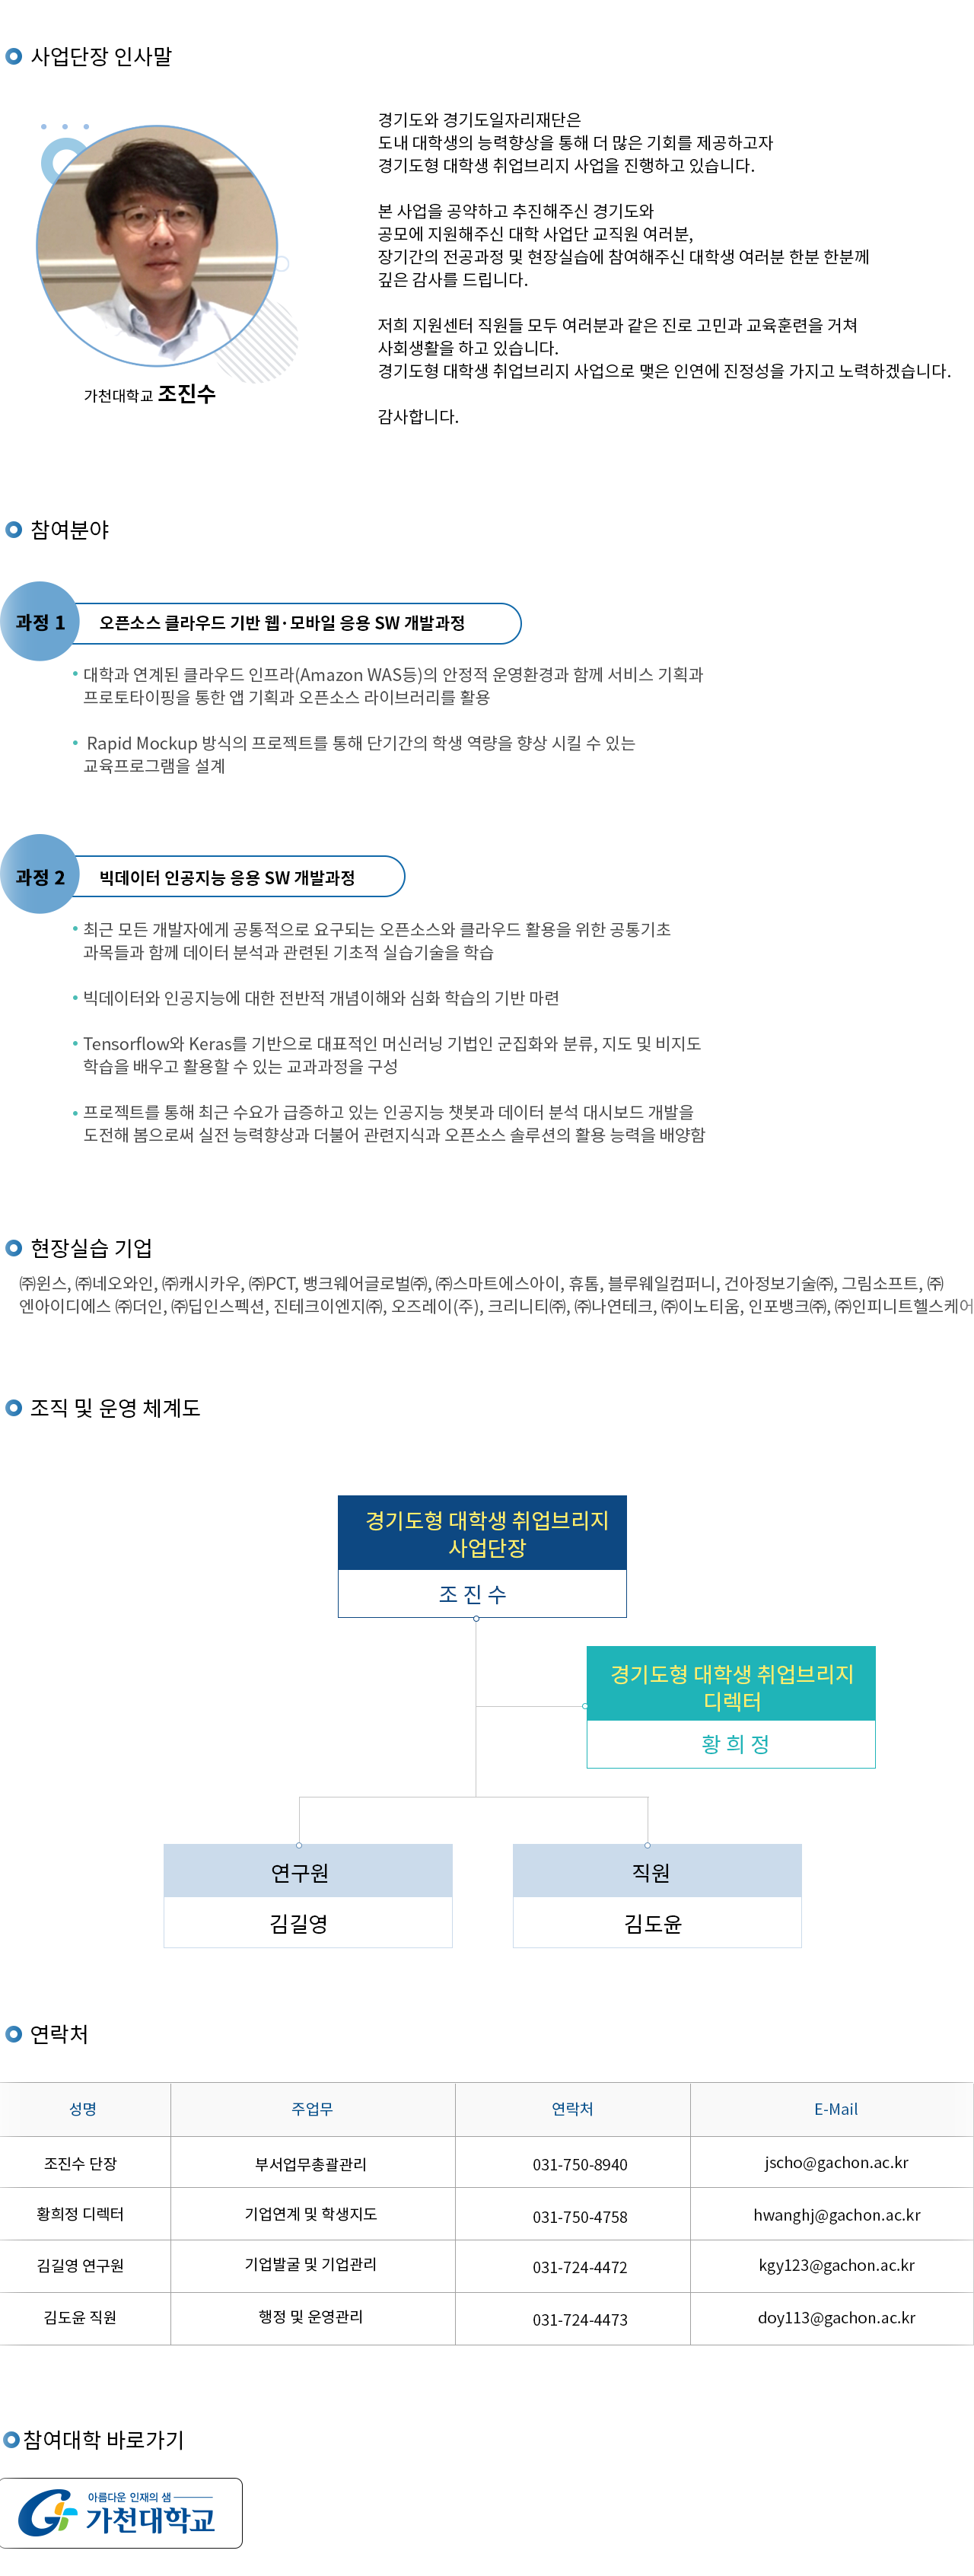 사업단장 인사말
경기도와 경기도일자리재단은
도내 대학생의 능력향상을 통해 더 많은 기회를 제공하고자
경기도형 대학생 취업브리지 사업을 진행하고 있습니다.
본 사업을 공약하고 추진해주신 경기도와
공모에 지원해주신 대학 사업단 교직원 여러분,
장기간의 전공과정 및 현장실습에 참여해주신 대학생 여러분 한분 한분께
깊은 감사를 드립니다.
저희 지원센터 직원들 모두 여러분과 같은 진로 고민과 교육훈련을 거쳐
사회생활을 하고 있습니다.
경기도형 대학생 취업브리지 사업으로 맺은 인연에 진정성을 가지고 노력하겠습니다.
감사합니다.
가천대학교 조진수
참여분야
과정 1 오픈소스 클라우드 기반 웹·모바일 응용 SW 개발과정
• 대학과 연계된 클라우드 인프라(Amazon WAS등)의 안정적 운영환경과 함께 서비스 기획과
프로토타이핑을 통한 앱 기획과 오픈소스 라이브러리를 활용
• Rapid Mockup 방식의 프로젝트를 통해 단기간의 학생 역량을 향상 시킬 수 있는
교육프로그램을 설계
과정 2 빅데이터 인공지능 응용 SW 개발과정
• 최근 모든 개발자에게 공통적으로 요구되는 오픈소스와 클라우드 활용을 위한 공통기초
과목들과 함께 데이터 분석과 관련된 기초적 실습기술을 학습
• 빅데이터와 인공지능에 대한 전반적 개념이해와 심화 학습의 기반 마련
• Tensorflow와 Keras를 기반으로 대표적인 머신러닝 기법인 군집화와 분류, 지도 및 비지도
학습을 배우고 활용할 수 있는 교과과정을 구성
• 프로젝트를 통해 최근 수요가 급증하고 있는 인공지능 챗봇과 데이터 분석 대시보드 개발을
도전해 봄으로써 실전 능력향상과 더불어 관련지식과 오픈소스 솔루션의 활용 능력을 배양함
현장실습 기업
㈜윈스, ㈜네오와인, ㈜캐시카우, ㈜PCT, 뱅크웨어글로벌㈜, ㈜스마트에스아이, 휴톰, 블루웨일컴퍼니, 건아정보기술㈜, 그림소프트, ㈜
엔아이디에스 ㈜더인, ㈜딥인스펙션, 진테크이엔지㈜, 오즈레이(주), 크리니티㈜, ㈜나연테크, ㈜이노티움, 인포뱅크㈜, ㈜인피니트헬스케어
조직 및 운영 체계도
경기도형 대학생 취업브리지
사업단장
조 진 수
경기도형 대학생 취업브리지
디렉터
황 희 정
연구원 직원
김길영 김도윤
연락처
성명 주업무 연락처 E-Mail
조진수 단장 부서업무총괄관리 031-750-8940 jscho@gachon.ac.kr
황희정 디렉터 기업연계 및 학생지도 031-750-4758 hwanghj@gachon.ac.kr
김길영 연구원 기업발굴 및 기업관리 031-724-4472 kgy123@gachon.ac.kr
김도윤 직원 행정 및 운영관리 031-724-4473 doy113@gachon.ac.kr
참여대학 바로가기
아름다운 인재의 샘
가천대학교